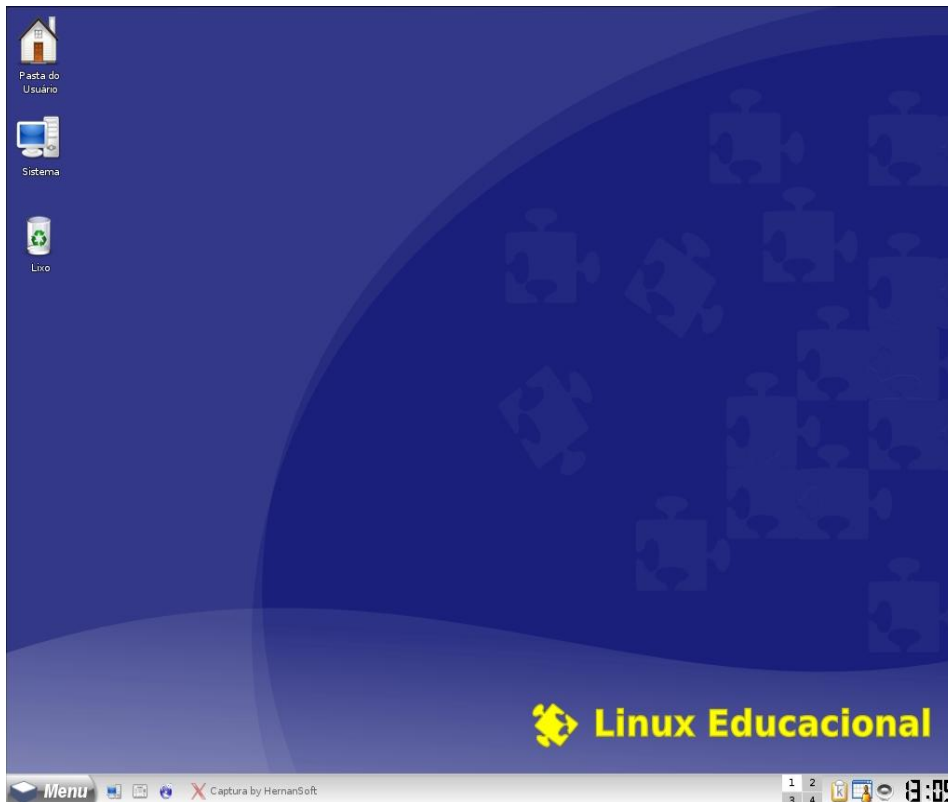 Pasta do
Usuário
Sistema
Lixo
Linux Educacional
Menu
Captura by HernanSoft
1 2
3 4